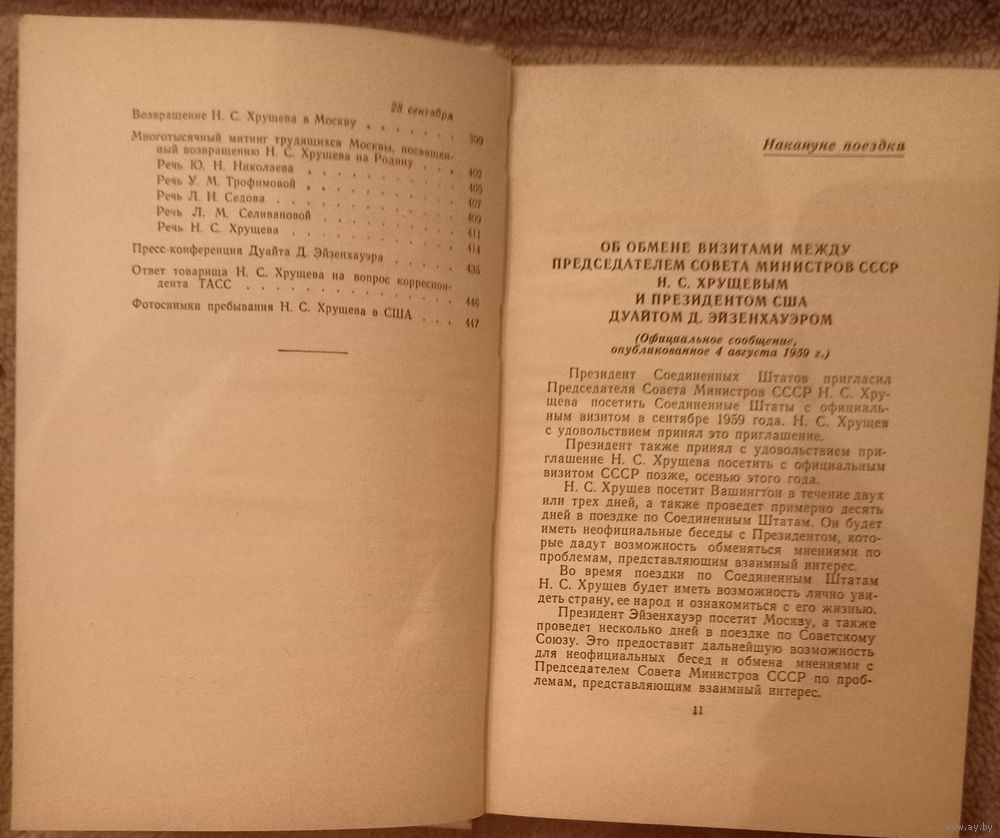 28 сентября
Возвращение Н. С. Хрущева в Москву . . . . . . . 399
Многотысячный митинг трудящихся Москвы, посвящен-
ный возвращению Н. С. Хрущева на Родину . . . 402
Речь Ю. Н. Николаева . . . . . . . . . 405
Речь У. М. Трофимовой . . . . . . . . 407
Речь Л. И. Седова . . . . . . . . . . 409
Речь Л. М. Селивановой . . . . . . . . 411
Речь Н. С. Хрущева . . . . . . . . . . 414
Пресс-конференция Дуайта Д. Эйзенхауэра . . . . . 436
Ответ товарища Н. С. Хрущева на вопрос корреспон-
дента ТАСС . . . . . . . . . . . . 446
Фотоснимки пребывания Н. С. Хрущева в США . . . 447
Накануне поездки
ОБ ОБМЕНЕ ВИЗИТАМИ МЕЖДУ
ПРЕДСЕДАТЕЛЕМ СОВЕТА МИНИСТРОВ СССР
Н. С. ХРУЩЕВЫМ
И ПРЕЗИДЕНТОМ США
ДУАЙТОМ Д. ЭЙЗЕНХАУЭРОМ
(Официальное сообщение,
опубликованное 4 августа 1959 г.)
Президент Соединенных Штатов пригласил
Председателя Совета Министров СССР Н. С. Хру-
щева посетить Соединенные Штаты с официаль-
ным визитом в сентябре 1959 года. Н. С. Хрущев
с удовольствием принял это приглашение.
Президент также принял с удовольствием при-
глашение Н. С. Хрущева посетить с официальным
визитом СССР позже, осенью этого года.
Н. С. Хрущев посетит Вашингтон в течение двух
или трех дней, а также проведет примерно десять
дней в поездке по Соединенным Штатам. Он будет
иметь неофициальные беседы с Президентом, кото-
рые дадут возможность обменяться мнениями по
проблемам, представляющим взаимный интерес.
Во время поездки по Соединенным Штатам
Н. С. Хрущев будет иметь возможность лично уви-
деть страну, ее народ и ознакомиться с его жизнью.
Президент Эйзенхауэр посетит Москву, а также
проведет несколько дней в поездке по Советскому
Союзу. Это предоставит дальнейшую возможность
для неофициальных бесед и обмена мнениями с
Председателем Совета Министров СССР по проб-
лемам, представляющим взаимный интерес.
11
www.ay.by